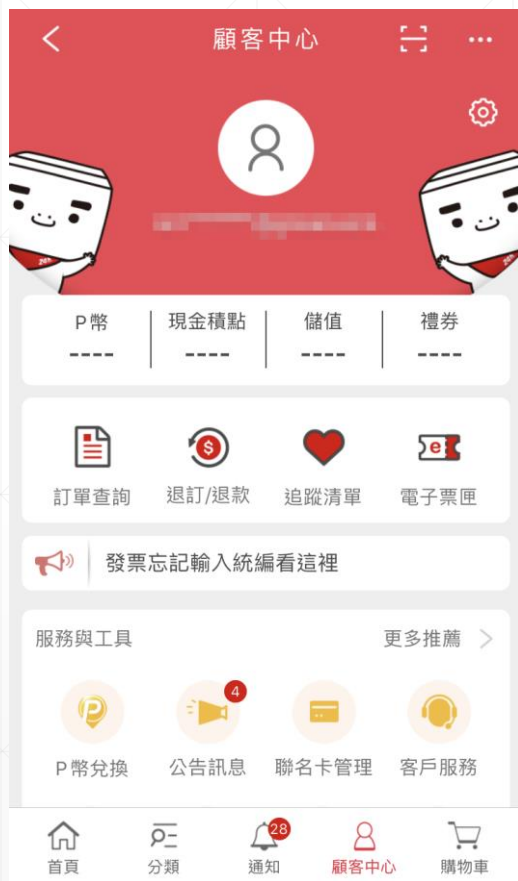 顧客中心
P幣 現金積點 儲值 禮券
---- ---- ---- ----
訂單查詢 退訂/退款 追蹤清單 電子票匣
發票忘記輸入統編看這裡
服務與工具 更多推薦
4
P幣兌換 公告訊息 聯名卡管理 客戶服務
28
首頁 分類 通知 顧客中心 購物車